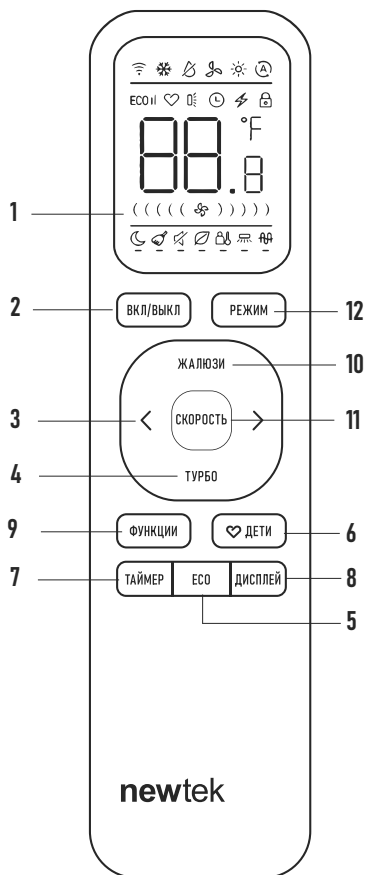 A
ECO
88.8 °F
1
2 ВКЛ/ВЫКЛ РЕЖИМ 12
ЖАЛЮЗИ 10
3 < СКОРОСТЬ > 11
4 ТУРБО
9 ФУНКЦИИ ДЕТИ 6
7 ТАЙМЕР ECO ДИСПЛЕЙ 8
5
newtek